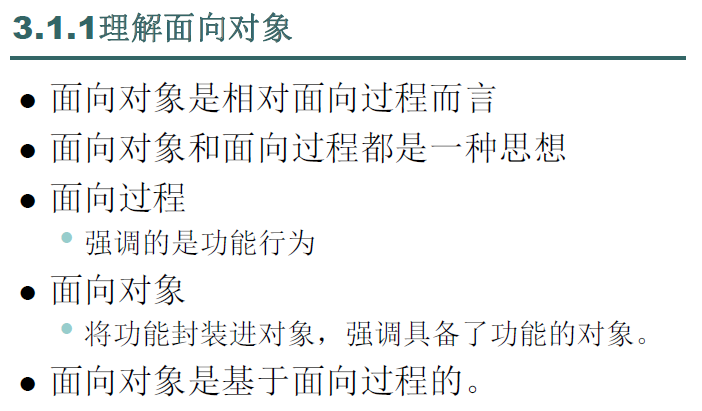 3.1.1理解面向对象
面向对象是相对面向过程而言
面向对象和面向过程都是一种思想
面向过程
强调的是功能行为
面向对象
将功能封装进对象，强调具备了功能的对象。
面向对象是基于面向过程的。